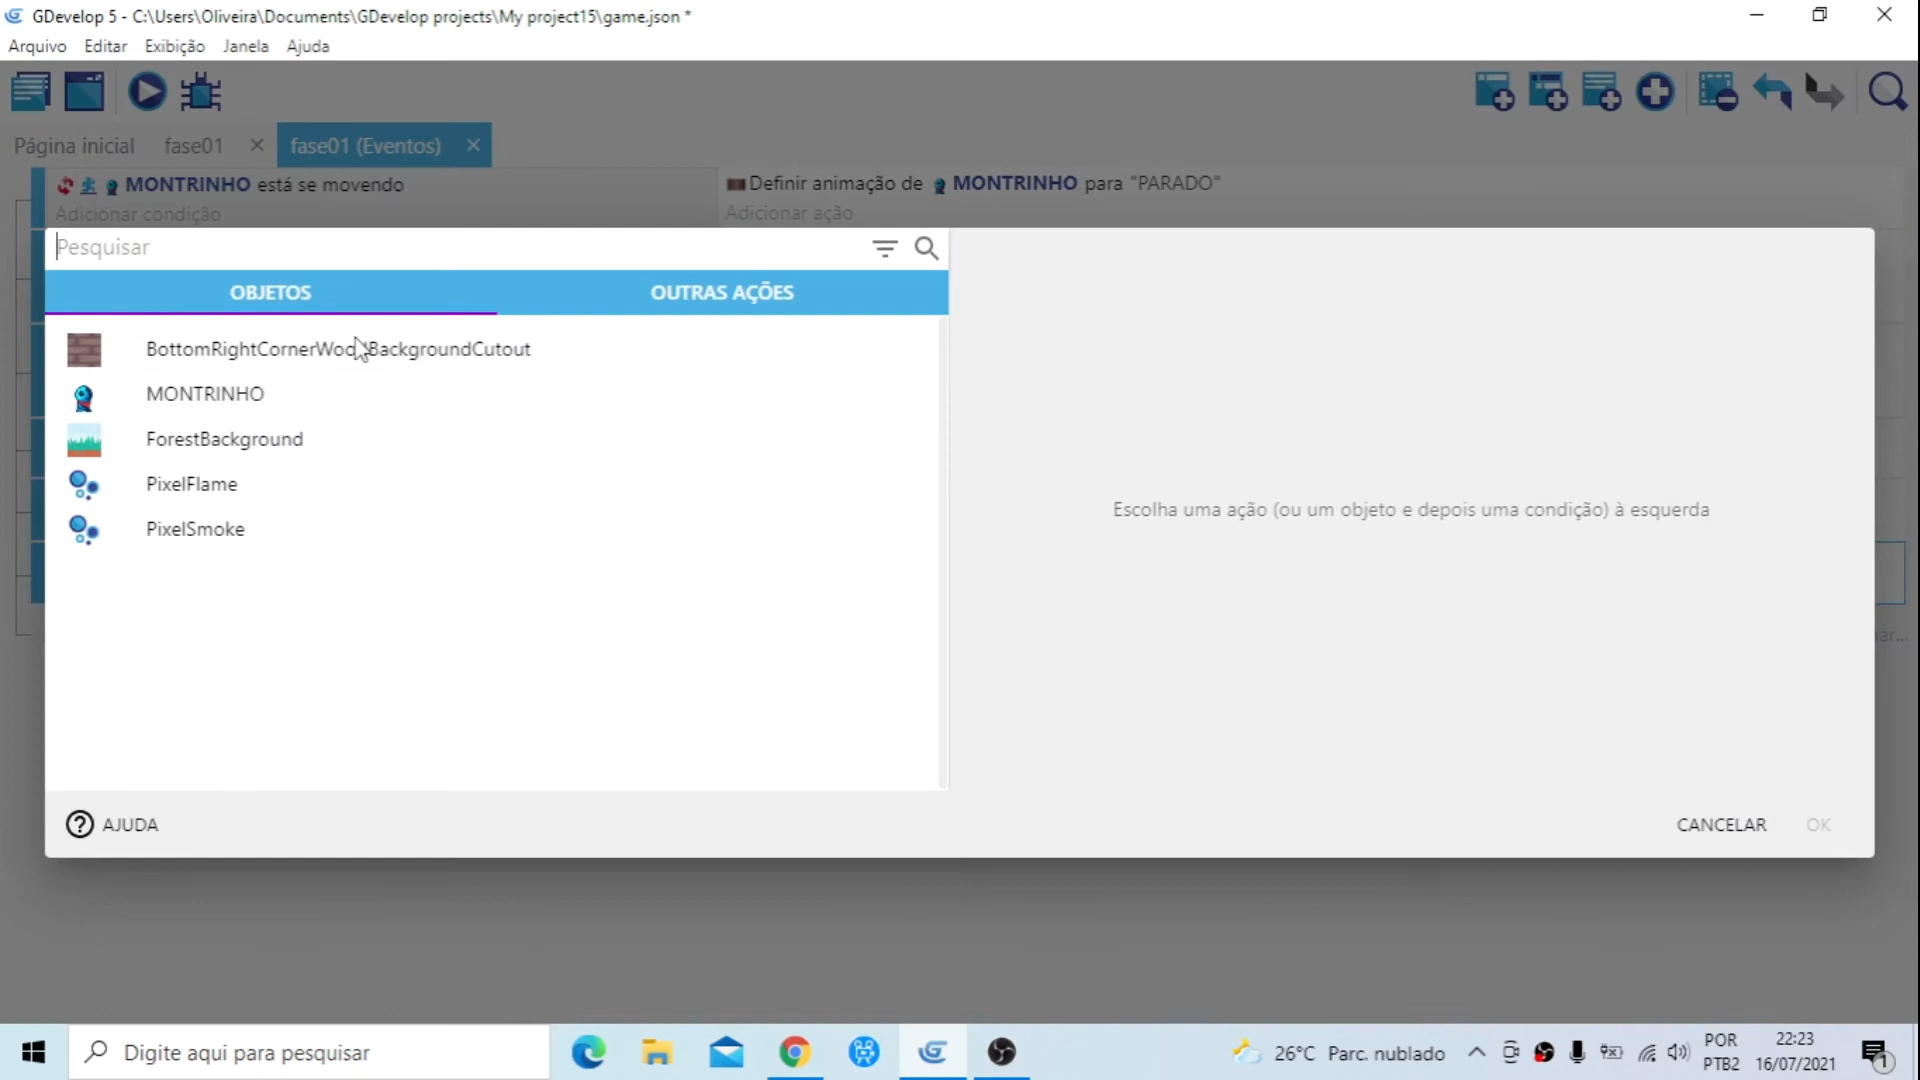 GDevelop 5 - C:\Users\Oliveira\Documents\GDevelop projects\My project15\game.json *
Arquivo Editar Exibição Janela Ajuda
Página inicial fase01 fase01 (Eventos)
MONTRINHO está se movendo
Definir animação de MONTRINHO para "PARADO"
Adicionar condição
Adicionar ação
Pesquisar
OBJETOS OUTRAS AÇÕES
BottomRightCornerWoodBackgroundCutout
MONTRINHO
ForestBackground
PixelFlame
PixelSmoke
Escolha uma ação (ou um objeto e depois uma condição) à esquerda
AJUDA
CANCELAR OK
Digite aqui para pesquisar
26°C Parc. nublado
POR
PTB2
22:23
16/07/2021
1